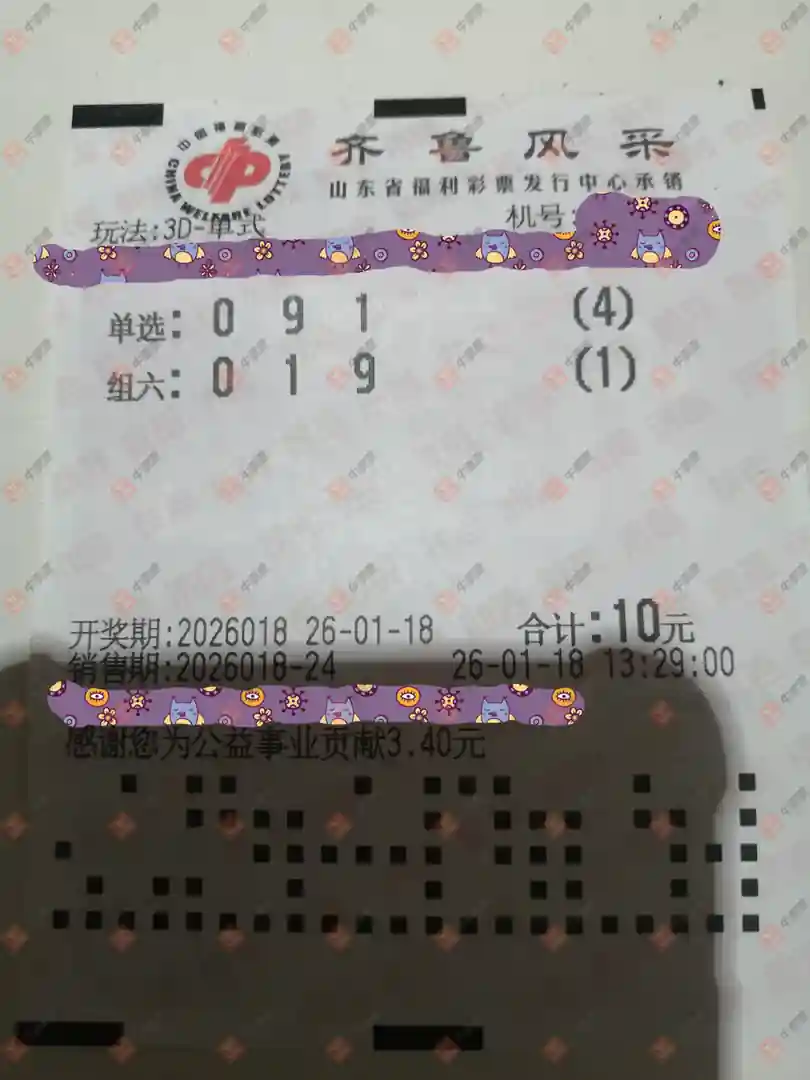 中国福利彩票
CHINA WELFARE LOTTERY
齐鲁风采
山东省福利彩票发行中心承销
玩法:3D-单式 机号:
单选: 0 9 1 (4)
组六: 0 1 9 (1)
开奖期:2026018 26-01-18 合计:10元
销售期:2026018-24 26-01-18 13:29:00
感谢您为公益事业贡献3.40元